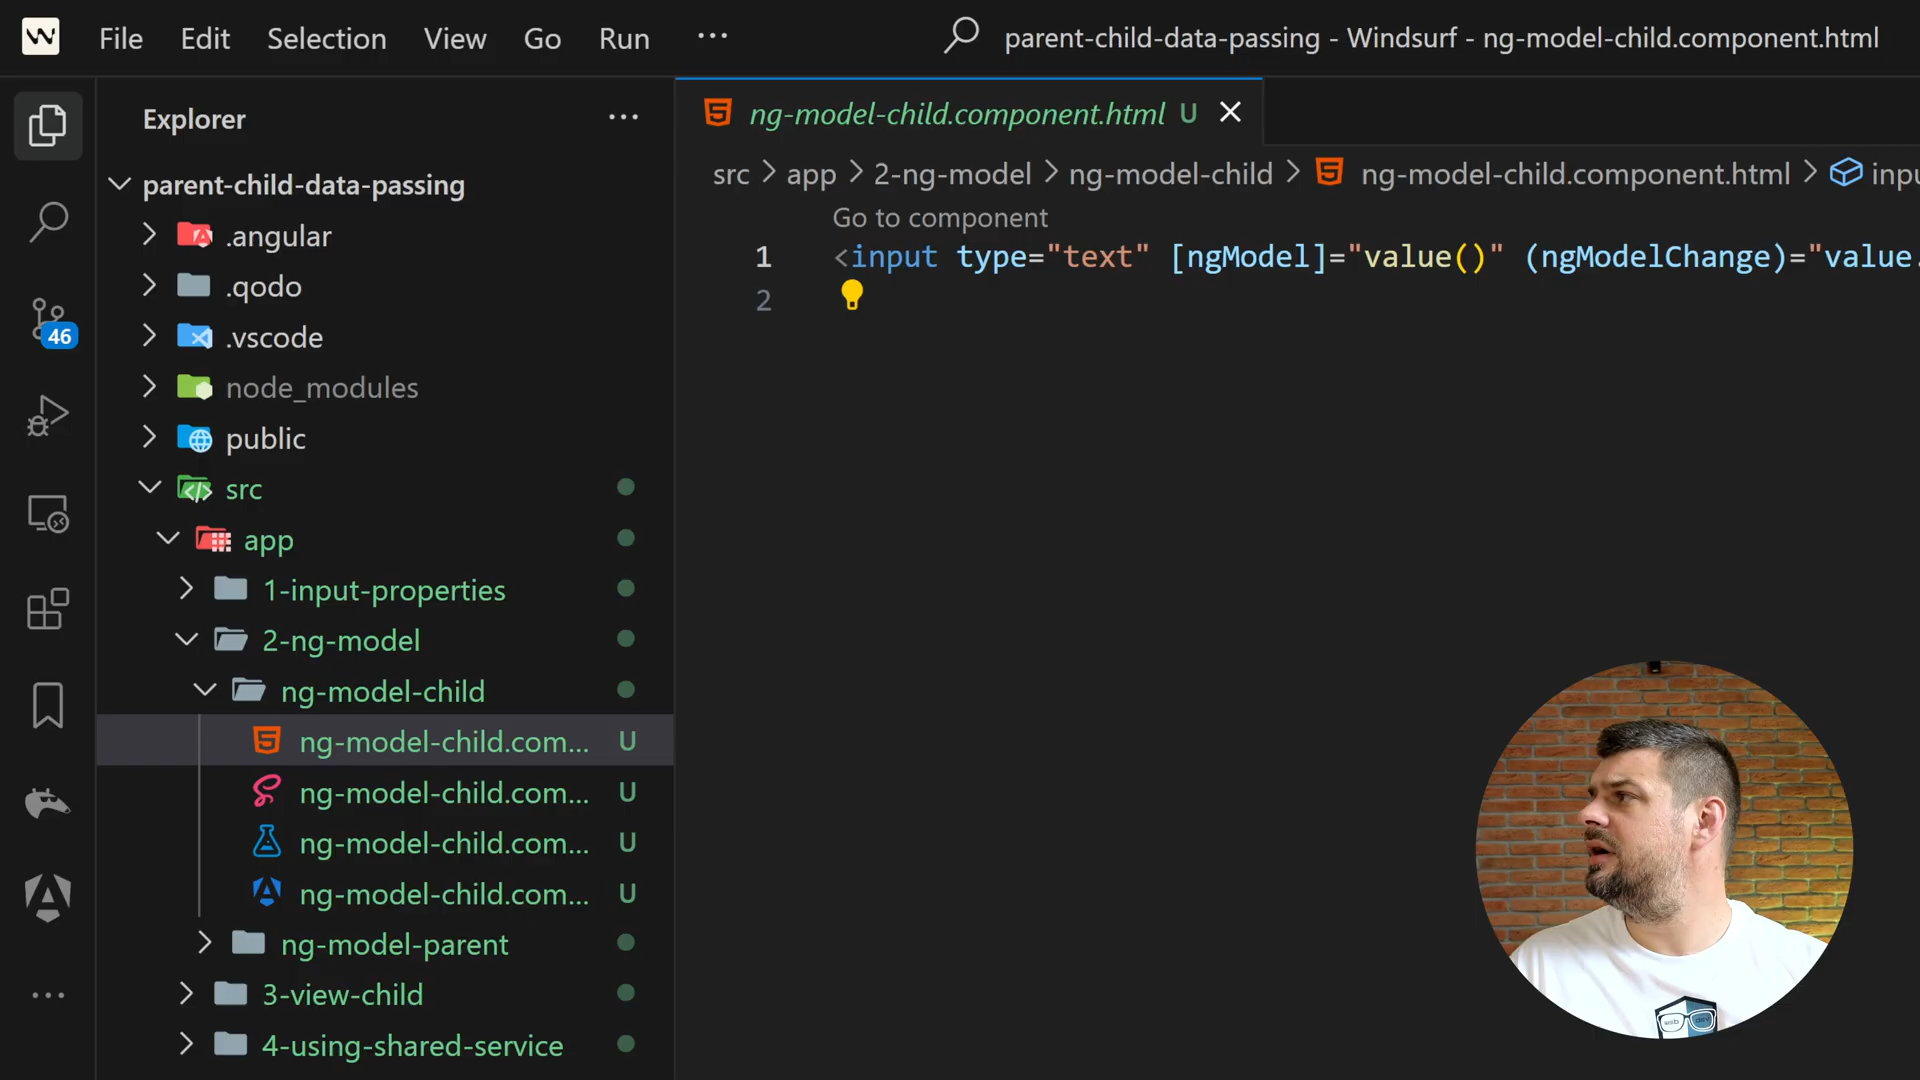 File Edit Selection View Go Run ···
parent-child-data-passing - Windsurf - ng-model-child.component.html
Explorer ···
parent-child-data-passing
.angular
.qodo
.vscode
node_modules
public
src
app
1-input-properties
2-ng-model
ng-model-child
ng-model-child.com... U
ng-model-child.com... U
ng-model-child.com... U
ng-model-child.com... U
ng-model-parent
3-view-child
4-using-shared-service
46
ng-model-child.component.html U
src > app > 2-ng-model > ng-model-child > ng-model-child.component.html > inpu
Go to component
1 <input type="text" [ngModel]="value()" (ngModelChange)="value.
2